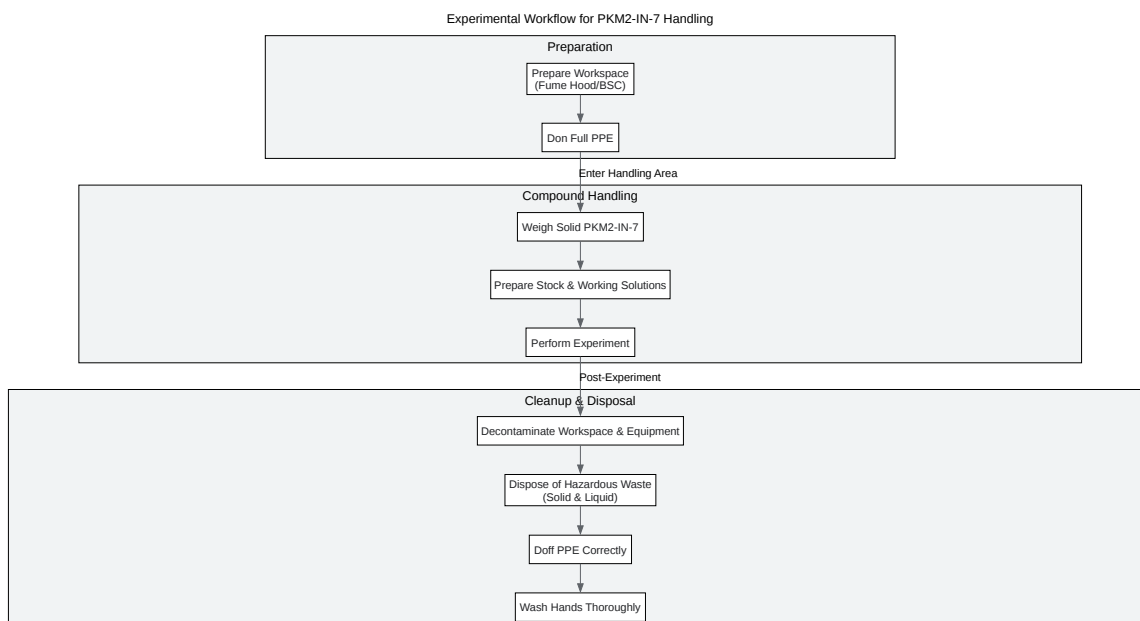 Experimental Workflow for PKM2-IN-7 Handling
Preparation
Prepare Workspace
(Fume Hood/BSC)
Don Full PPE
Enter Handling Area
Compound Handling
Weigh Solid PKM2-IN-7
Prepare Stock & Working Solutions
Perform Experiment
Post-Experiment
Cleanup & Disposal
Decontaminate Workspace & Equipment
Dispose of Hazardous Waste
(Solid & Liquid)
Doff PPE Correctly
Wash Hands Thoroughly